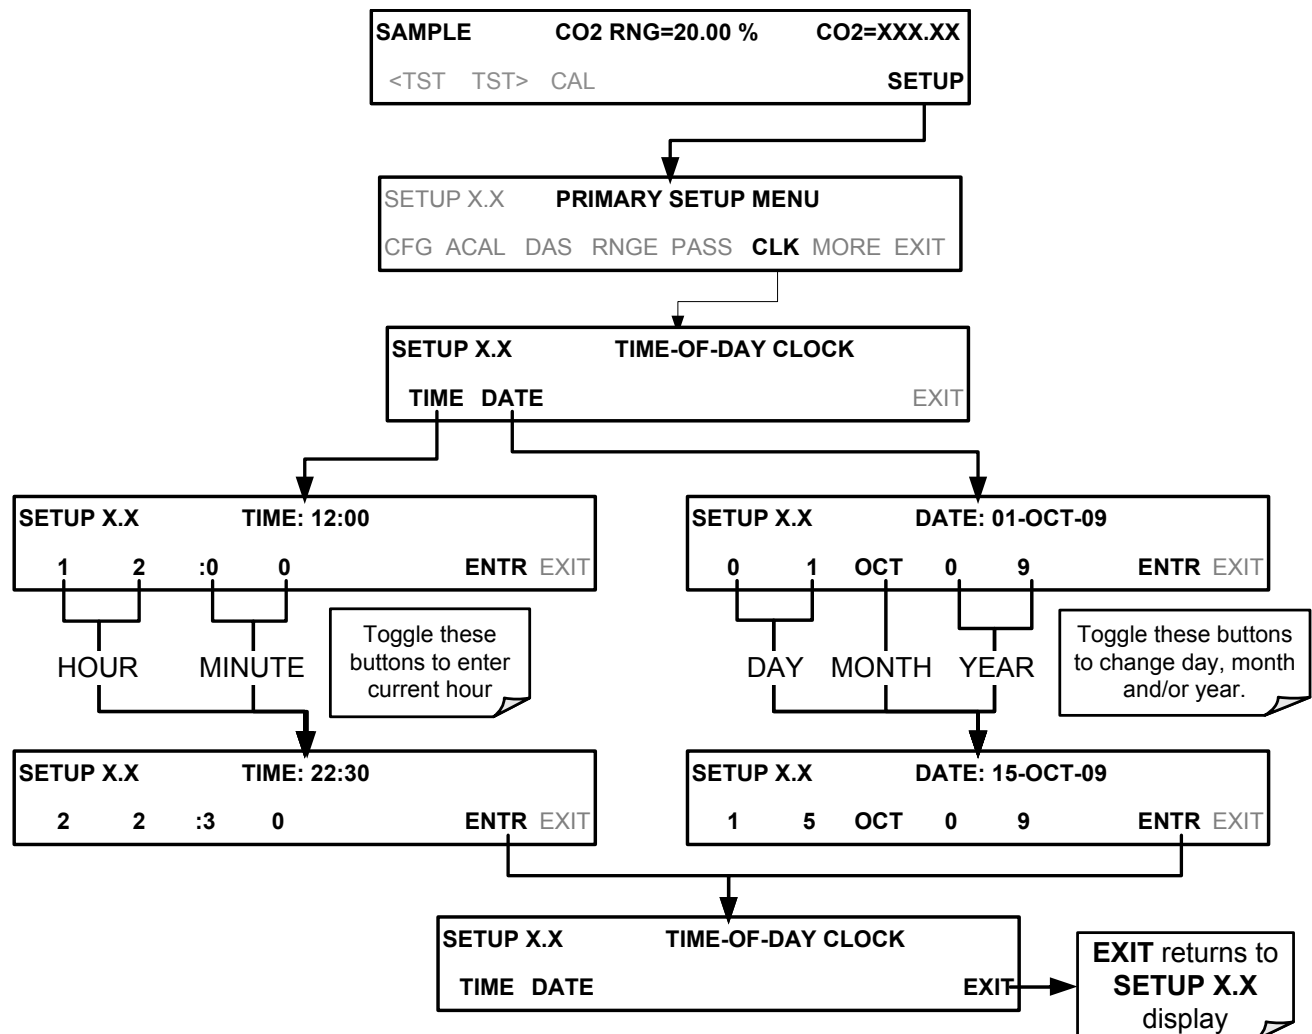 SAMPLE CO2 RNG=20.00 % CO2=XXX.XX
<TST TST> CAL SETUP
SETUP X.X PRIMARY SETUP MENU
CFG ACAL DAS RNGE PASS CLK MORE EXIT
SETUP X.X TIME-OF-DAY CLOCK
TIME DATE EXIT
SETUP X.X TIME: 12:00
1 2 :0 0 ENTR EXIT
HOUR MINUTE
Toggle these
buttons to enter
current hour
SETUP X.X DATE: 01-OCT-09
0 1 OCT 0 9 ENTR EXIT
DAY MONTH YEAR
Toggle these buttons
to change day, month
and/or year.
SETUP X.X TIME: 22:30
2 2 :3 0 ENTR EXIT
SETUP X.X DATE: 15-OCT-09
1 5 OCT 0 9 ENTR EXIT
SETUP X.X TIME-OF-DAY CLOCK
TIME DATE EXIT
EXIT returns to
SETUP X.X
display